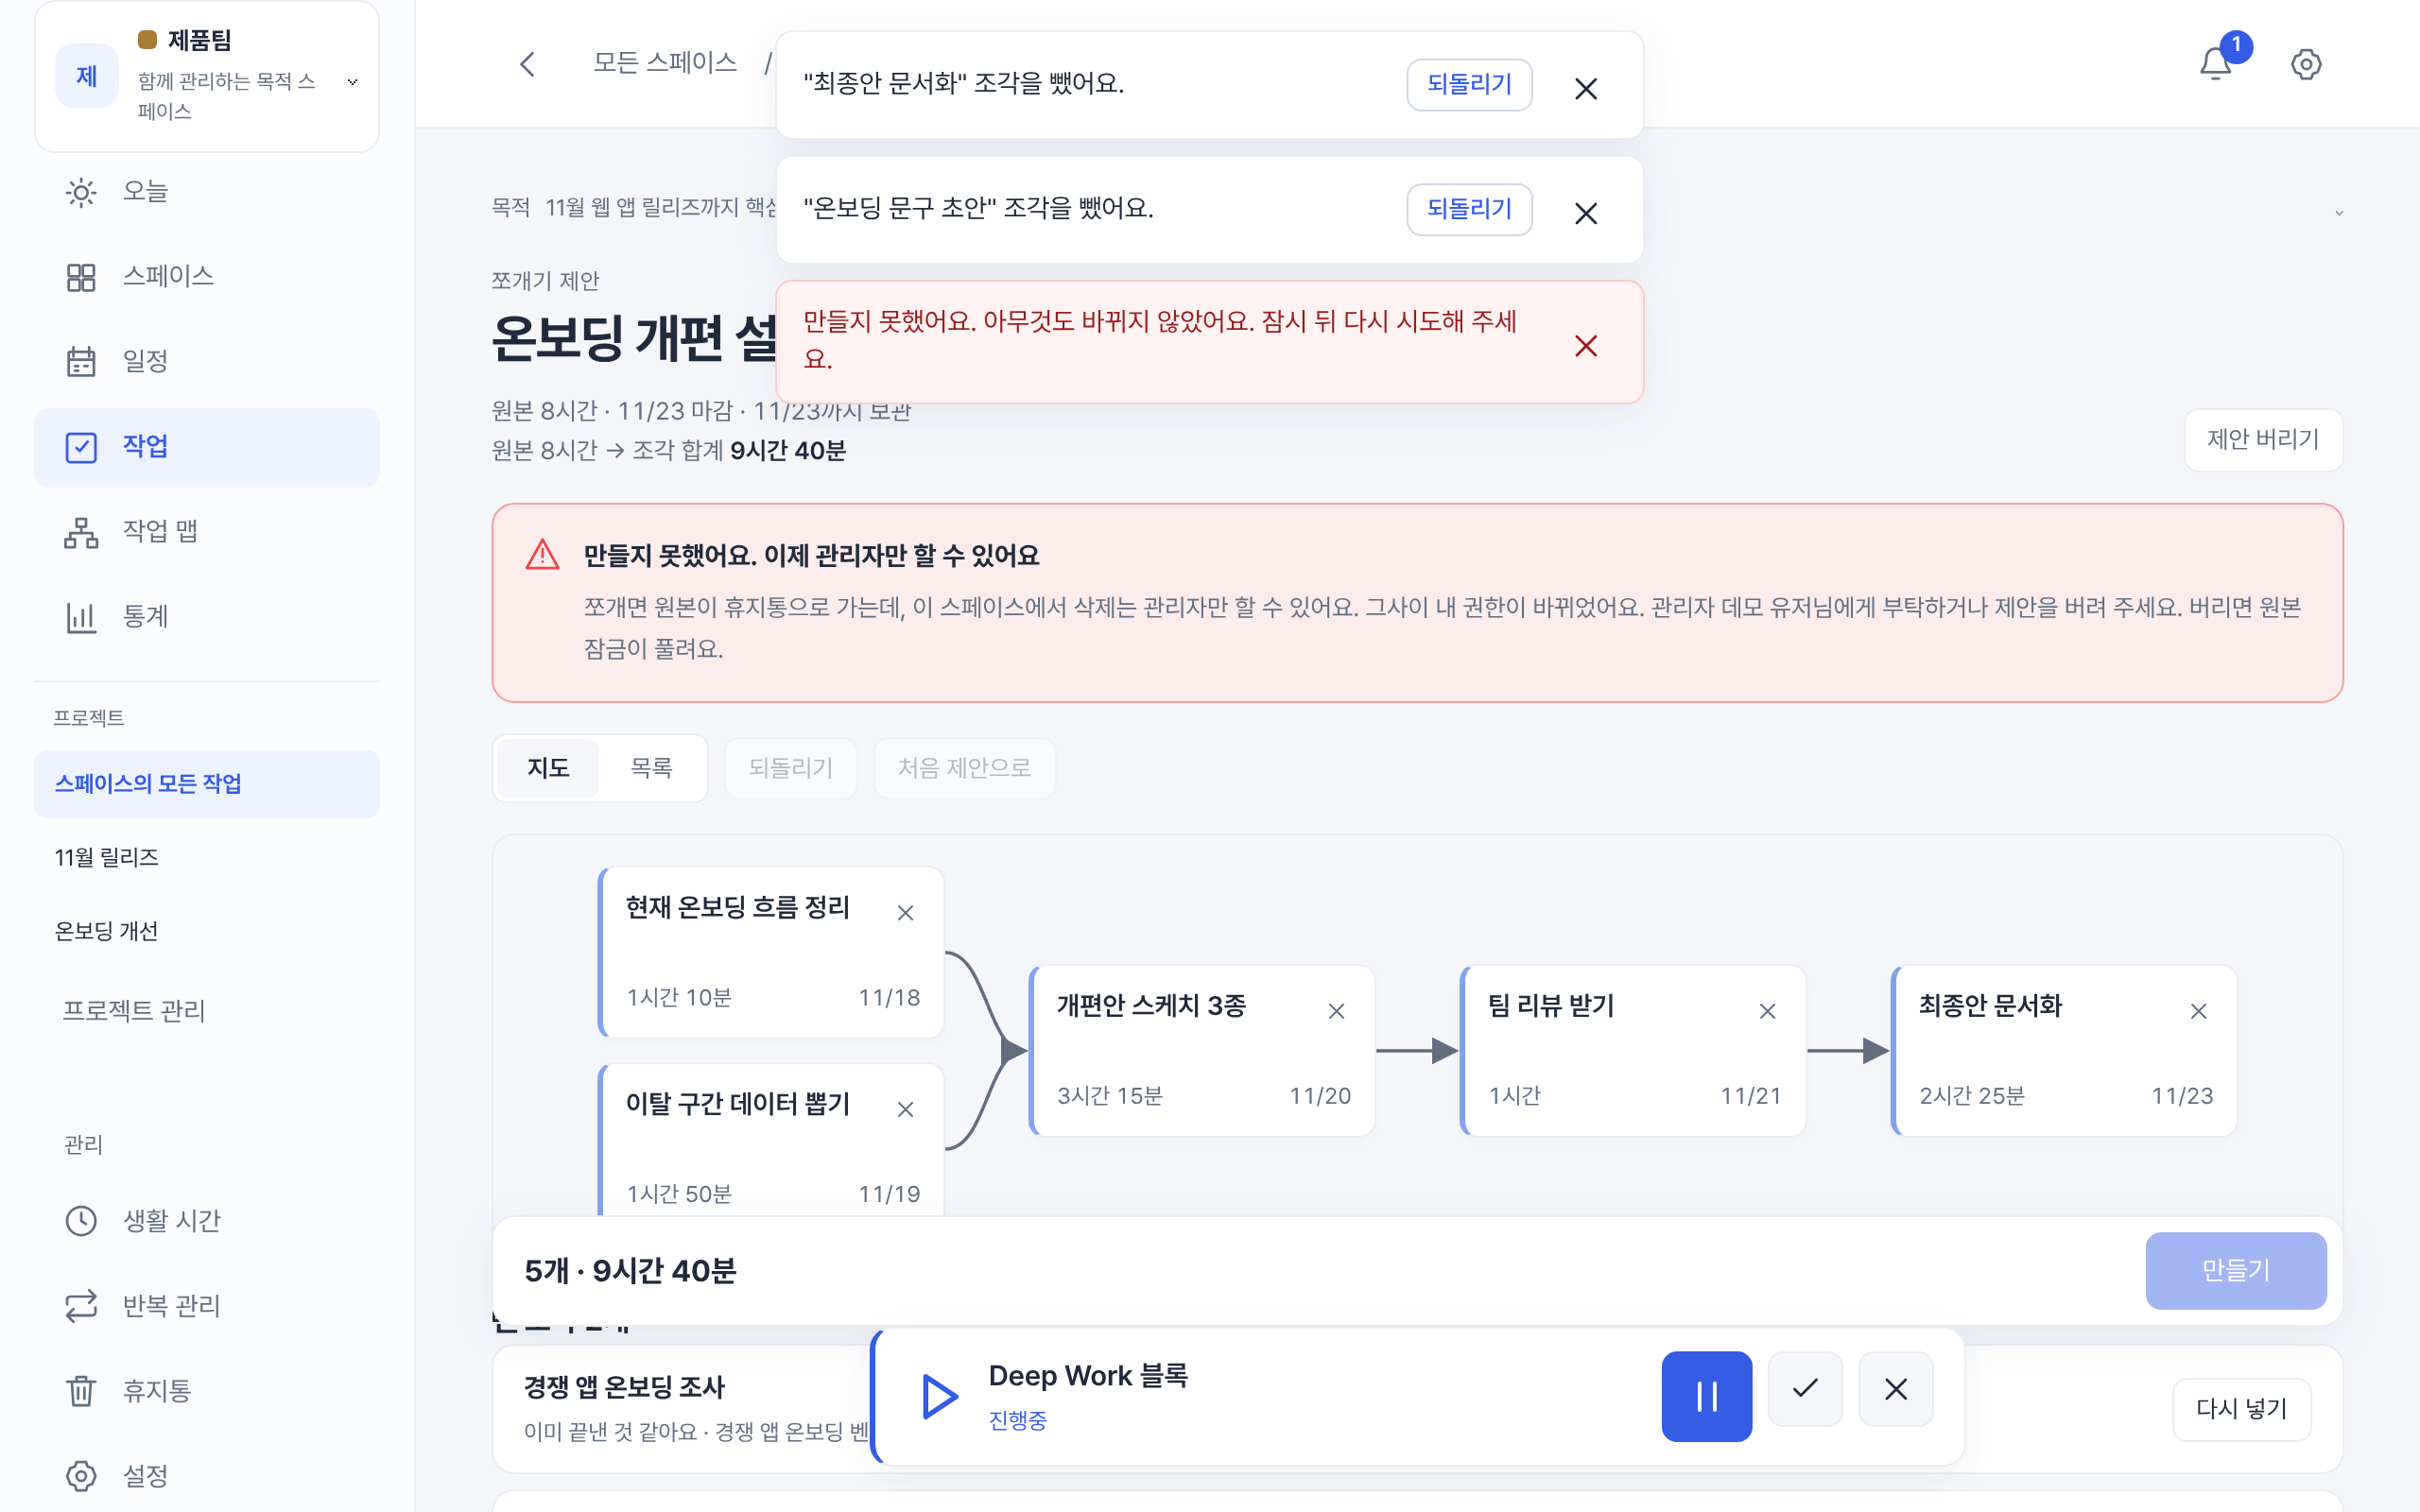 제
제품팀
함께 관리하는 목적 스
페이스
오늘
스페이스
일정
작업
작업 맵
통계
프로젝트
스페이스의 모든 작업
11월 릴리즈
온보딩 개선
프로젝트 관리
관리
생활 시간
반복 관리
휴지통
설정
모든 스페이스 /
1
"최종안 문서화" 조각을 뺐어요.
되돌리기
"온보딩 문구 초안" 조각을 뺐어요.
되돌리기
만들지 못했어요. 아무것도 바뀌지 않았어요. 잠시 뒤 다시 시도해 주세
요.
목적 11월 웹 앱 릴리즈까지 핵심
쪼개기 제안
온보딩 개편 설
원본 8시간 · 11/23 마감 · 11/23까지 보관
원본 8시간 → 조각 합계 9시간 40분
제안 버리기
만들지 못했어요. 이제 관리자만 할 수 있어요
쪼개면 원본이 휴지통으로 가는데, 이 스페이스에서 삭제는 관리자만 할 수 있어요. 그사이 내 권한이 바뀌었어요. 관리자 데모 유저님에게 부탁하거나 제안을 버려 주세요. 버리면 원본
잠금이 풀려요.
지도
목록
되돌리기
처음 제안으로
현재 온보딩 흐름 정리
1시간 10분
11/18
이탈 구간 데이터 뽑기
1시간 50분
11/19
개편안 스케치 3종
3시간 15분
11/20
팀 리뷰 받기
1시간
11/21
최종안 문서화
2시간 25분
11/23
5개 · 9시간 40분
만들기
경쟁 앱 온보딩 조사
이미 끝낸 것 같아요 · 경쟁 앱 온보딩 벤
다시 넣기
Deep Work 블록
진행중